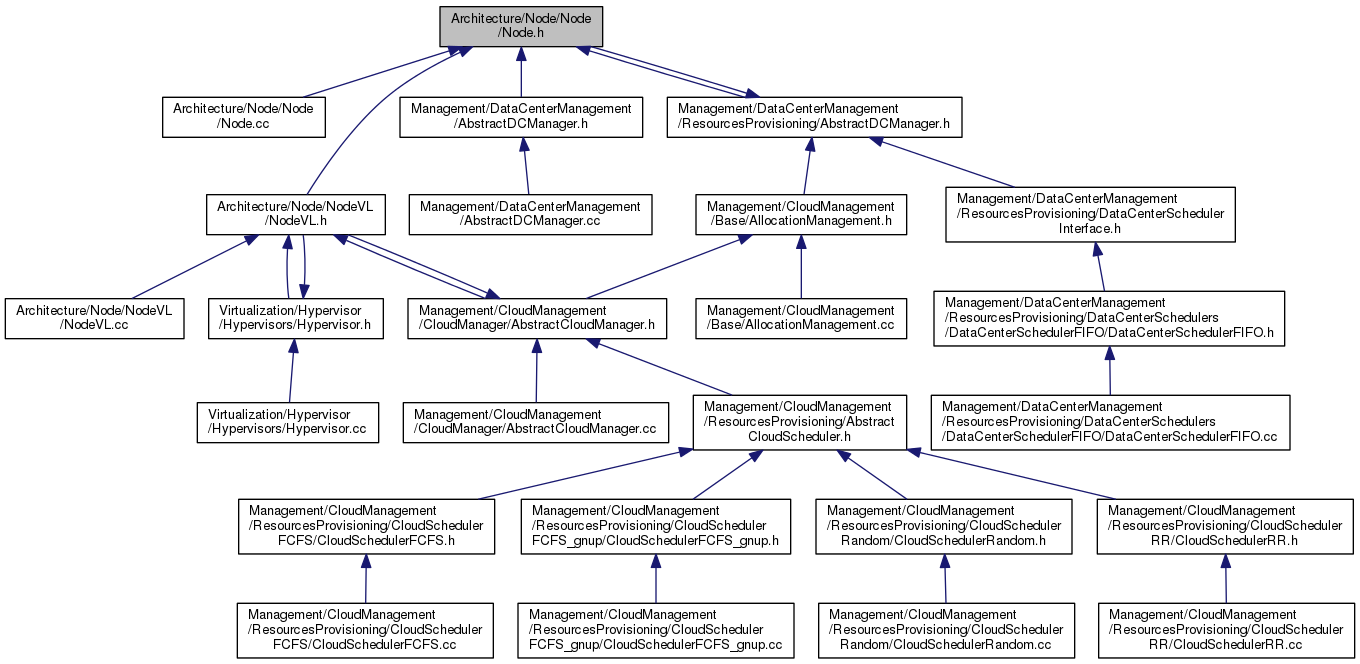 Architecture/Node/Node
/Node.h
Architecture/Node/Node
/Node.cc
Management/DataCenterManagement
/AbstractDCManager.h
Management/DataCenterManagement
/ResourcesProvisioning/AbstractDCManager.h
Architecture/Node/NodeVL
/NodeVL.h
Management/DataCenterManagement
/AbstractDCManager.cc
Management/CloudManagement
/Base/AllocationManagement.h
Management/DataCenterManagement
/ResourcesProvisioning/DataCenterScheduler
Interface.h
Architecture/Node/NodeVL
/NodeVL.cc
Virtualization/Hypervisor
/Hypervisors/Hypervisor.h
Management/CloudManagement
/CloudManager/AbstractCloudManager.h
Management/CloudManagement
/Base/AllocationManagement.cc
Management/DataCenterManagement
/ResourcesProvisioning/DataCenterSchedulers
/DataCenterSchedulerFIFO/DataCenterSchedulerFIFO.h
Virtualization/Hypervisor
/Hypervisors/Hypervisor.cc
Management/CloudManagement
/CloudManager/AbstractCloudManager.cc
Management/CloudManagement
/ResourcesProvisioning/Abstract
CloudScheduler.h
Management/DataCenterManagement
/ResourcesProvisioning/DataCenterSchedulers
/DataCenterSchedulerFIFO/DataCenterSchedulerFIFO.cc
Management/CloudManagement
/ResourcesProvisioning/CloudScheduler
FCFS/CloudSchedulerFCFS.h
Management/CloudManagement
/ResourcesProvisioning/CloudScheduler
FCFS_gnup/CloudSchedulerFCFS_gnup.h
Management/CloudManagement
/ResourcesProvisioning/CloudScheduler
Random/CloudSchedulerRandom.h
Management/CloudManagement
/ResourcesProvisioning/CloudScheduler
RR/CloudSchedulerRR.h
Management/CloudManagement
/ResourcesProvisioning/CloudScheduler
FCFS/CloudSchedulerFCFS.cc
Management/CloudManagement
/ResourcesProvisioning/CloudScheduler
FCFS_gnup/CloudSchedulerFCFS_gnup.cc
Management/CloudManagement
/ResourcesProvisioning/CloudScheduler
Random/CloudSchedulerRandom.cc
Management/CloudManagement
/ResourcesProvisioning/CloudScheduler
RR/CloudSchedulerRR.cc